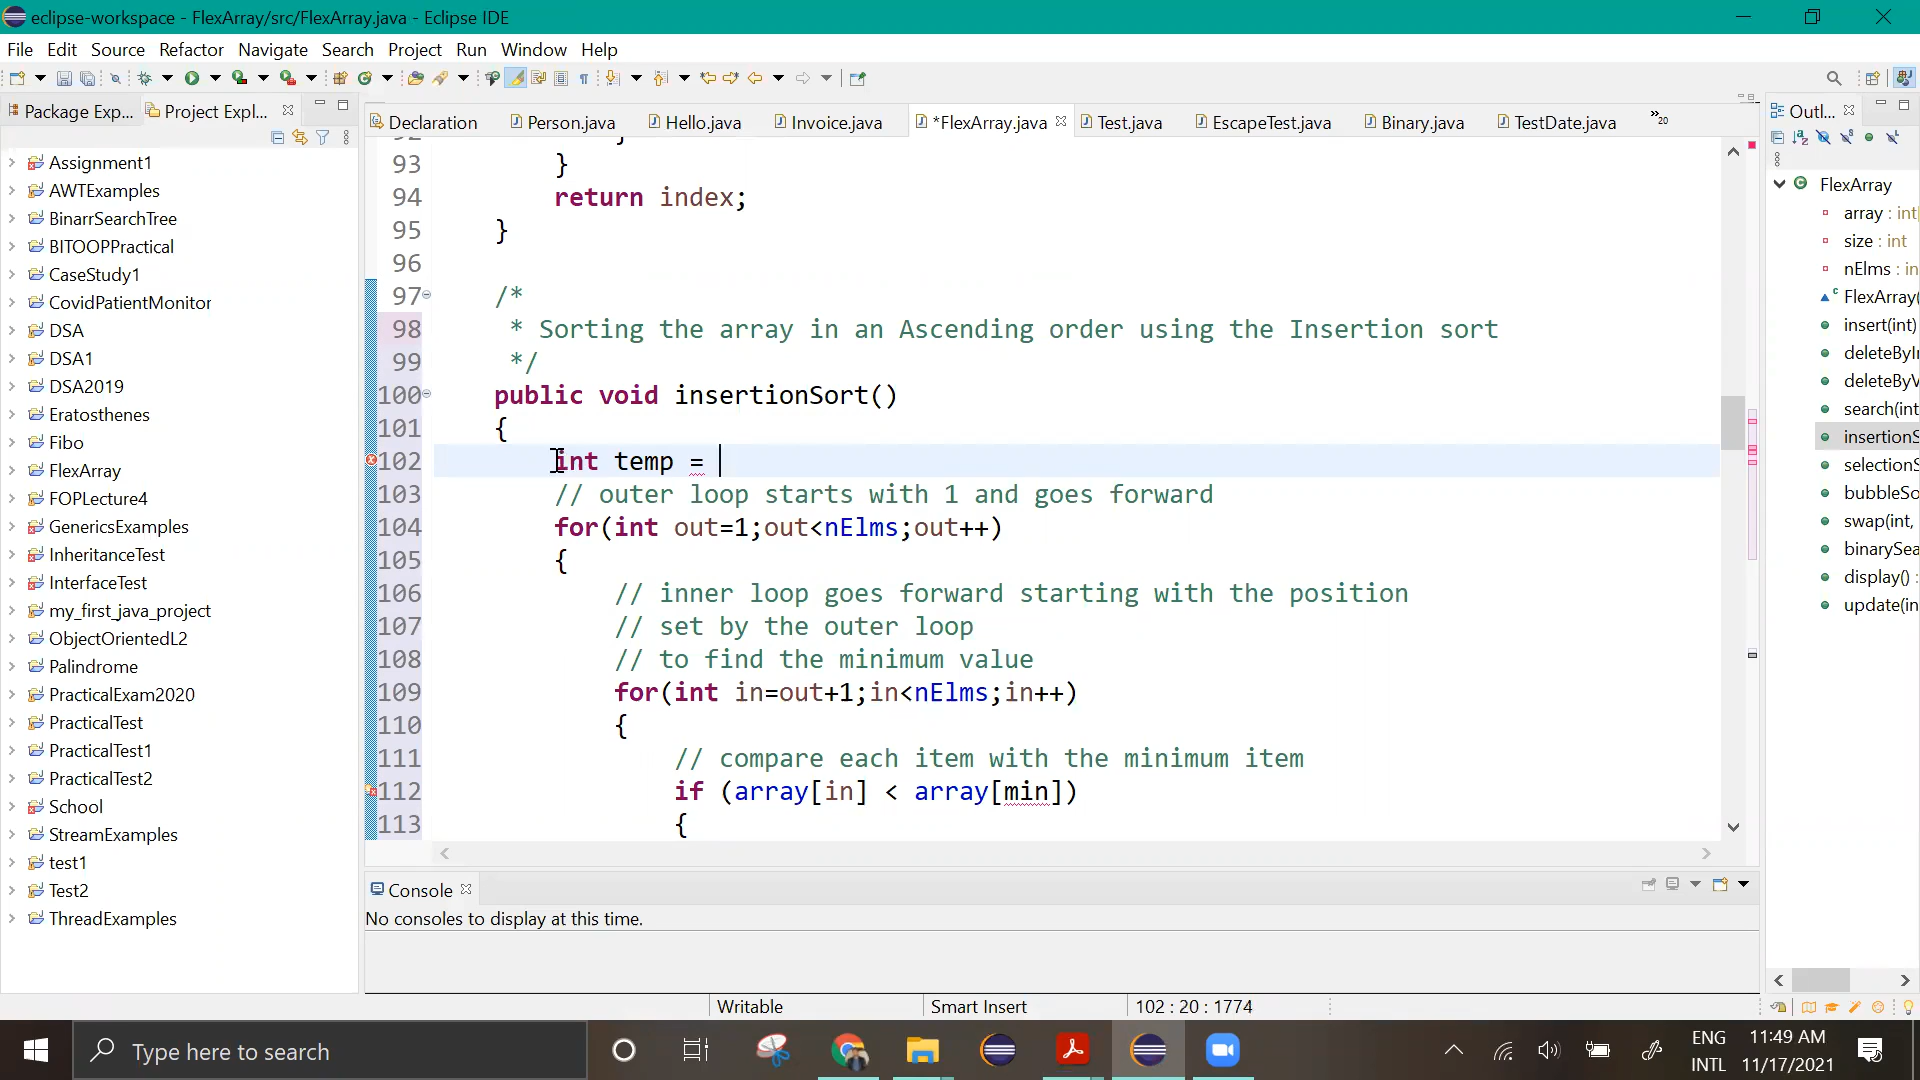 eclipse-workspace - FlexArray/src/FlexArray.java - Eclipse IDE
File Edit Source Refactor Navigate Search Project Run Window Help
Package Exp... Project Expl...
Declaration Person.java Hello.java Invoice.java *FlexArray.java Test.java EscapeTest.java Binary.java TestDate.java »20
Outl...
Assignment1
AWTExamples
BinarrSearchTree
BITOOPPractical
CaseStudy1
CovidPatientMonitor
DSA
DSA1
DSA2019
Eratosthenes
Fibo
FlexArray
FOPLecture4
GenericsExamples
InheritanceTest
InterfaceTest
my_first_java_project
ObjectOrientedL2
Palindrome
PracticalExam2020
PracticalTest
PracticalTest1
PracticalTest2
School
StreamExamples
test1
Test2
ThreadExamples
93 }
94 return index;
95 }
96
97 /*
98 * Sorting the array in an Ascending order using the Insertion sort
99 */
100 public void insertionSort()
101 {
102 int temp =
103 // outer loop starts with 1 and goes forward
104 for(int out=1;out<nElms;out++)
105 {
106 // inner loop goes forward starting with the position
107 // set by the outer loop
108 // to find the minimum value
109 for(int in=out+1;in<nElms;in++)
110 {
111 // compare each item with the minimum item
112 if (array[in] < array[min])
113 {
FlexArray
array : int
size : int
nElms : in
FlexArray(
insert(int)
deleteByI
deleteByV
search(int
insertionS
selectionS
bubbleSo
swap(int,
binarySea
display() :
update(in
Console
No consoles to display at this time.
Writable Smart Insert 102 : 20 : 1774
Type here to search
ENG
INTL
11:49 AM
11/17/2021